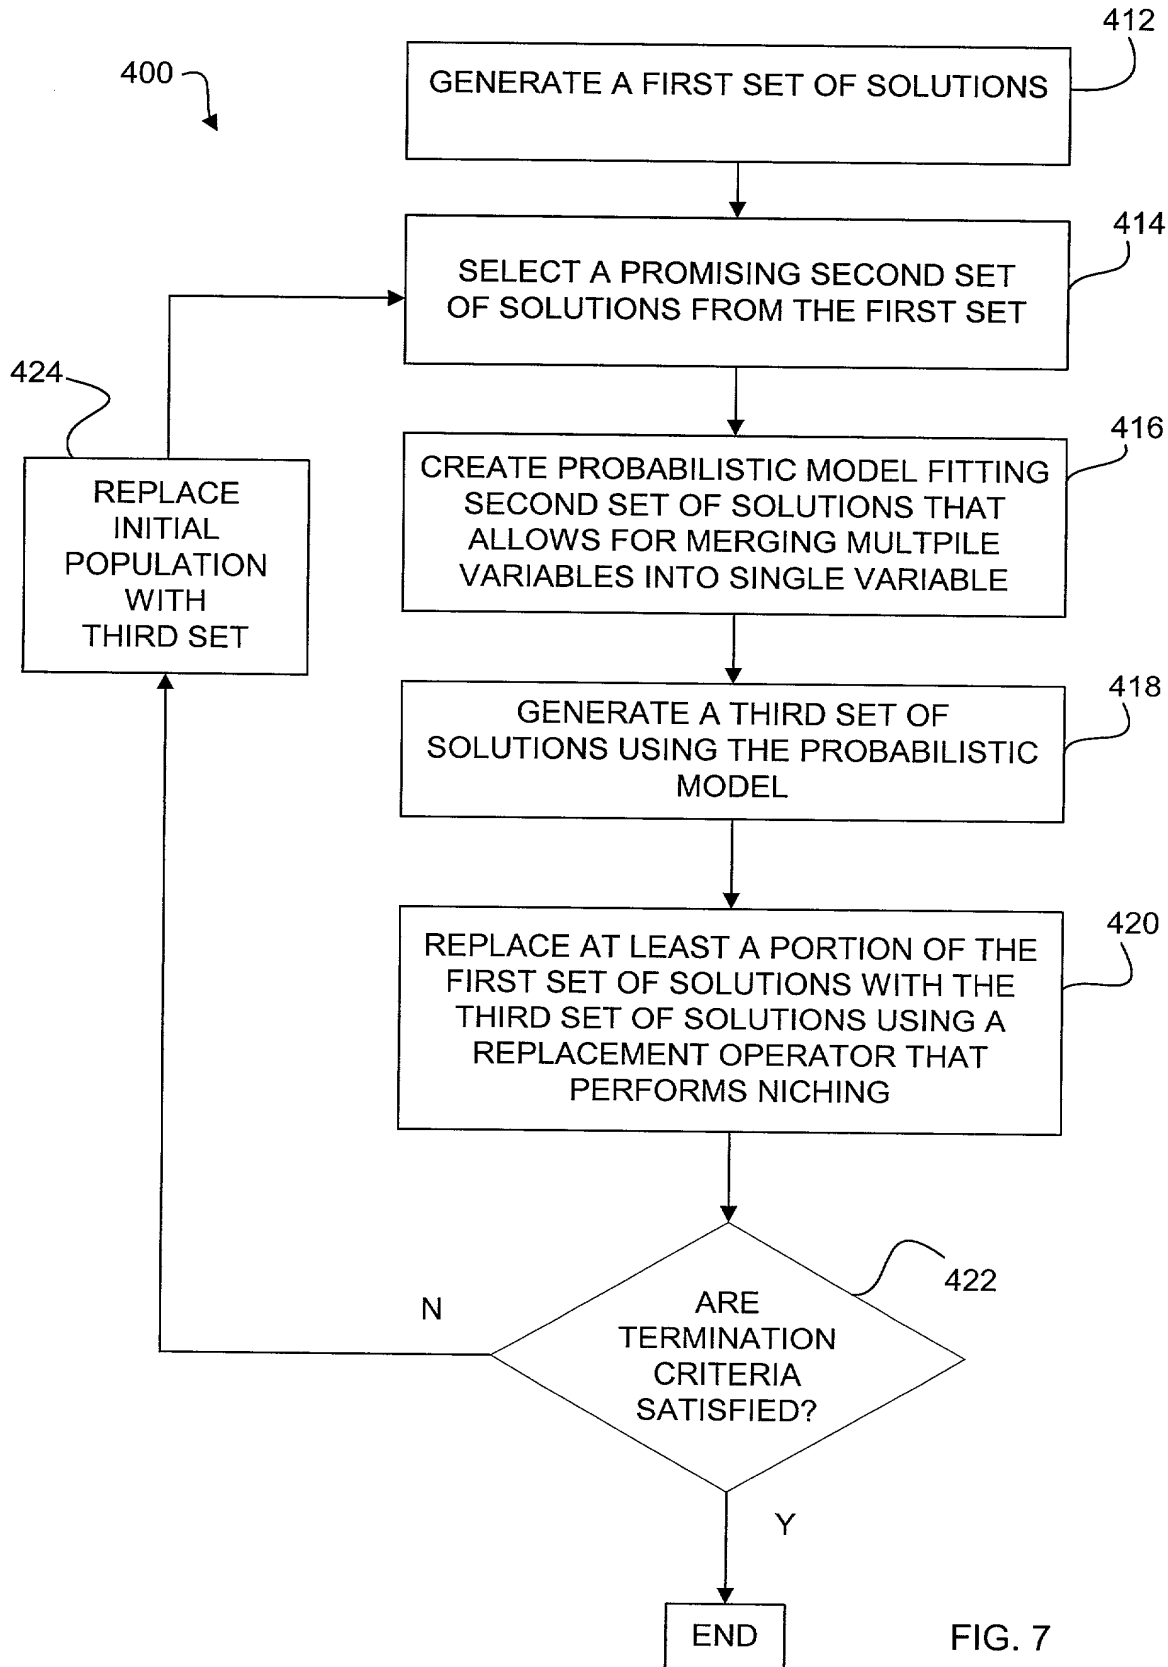 412
400
GENERATE A FIRST SET OF SOLUTIONS
414
SELECT A PROMISING SECOND SET
OF SOLUTIONS FROM THE FIRST SET
424
416
REPLACE
INITIAL
POPULATION
WITH
THIRD SET
CREATE PROBABILISTIC MODEL FITTING
SECOND SET OF SOLUTIONS THAT
ALLOWS FOR MERGING MULTPILE
VARIABLES INTO SINGLE VARIABLE
418
GENERATE A THIRD SET OF
SOLUTIONS USING THE PROBABILISTIC
MODEL
420
REPLACE AT LEAST A PORTION OF THE
FIRST SET OF SOLUTIONS WITH THE
THIRD SET OF SOLUTIONS USING A
REPLACEMENT OPERATOR THAT
PERFORMS NICHING
422
N
ARE
TERMINATION
CRITERIA
SATISFIED?
Y
END
FIG. 7